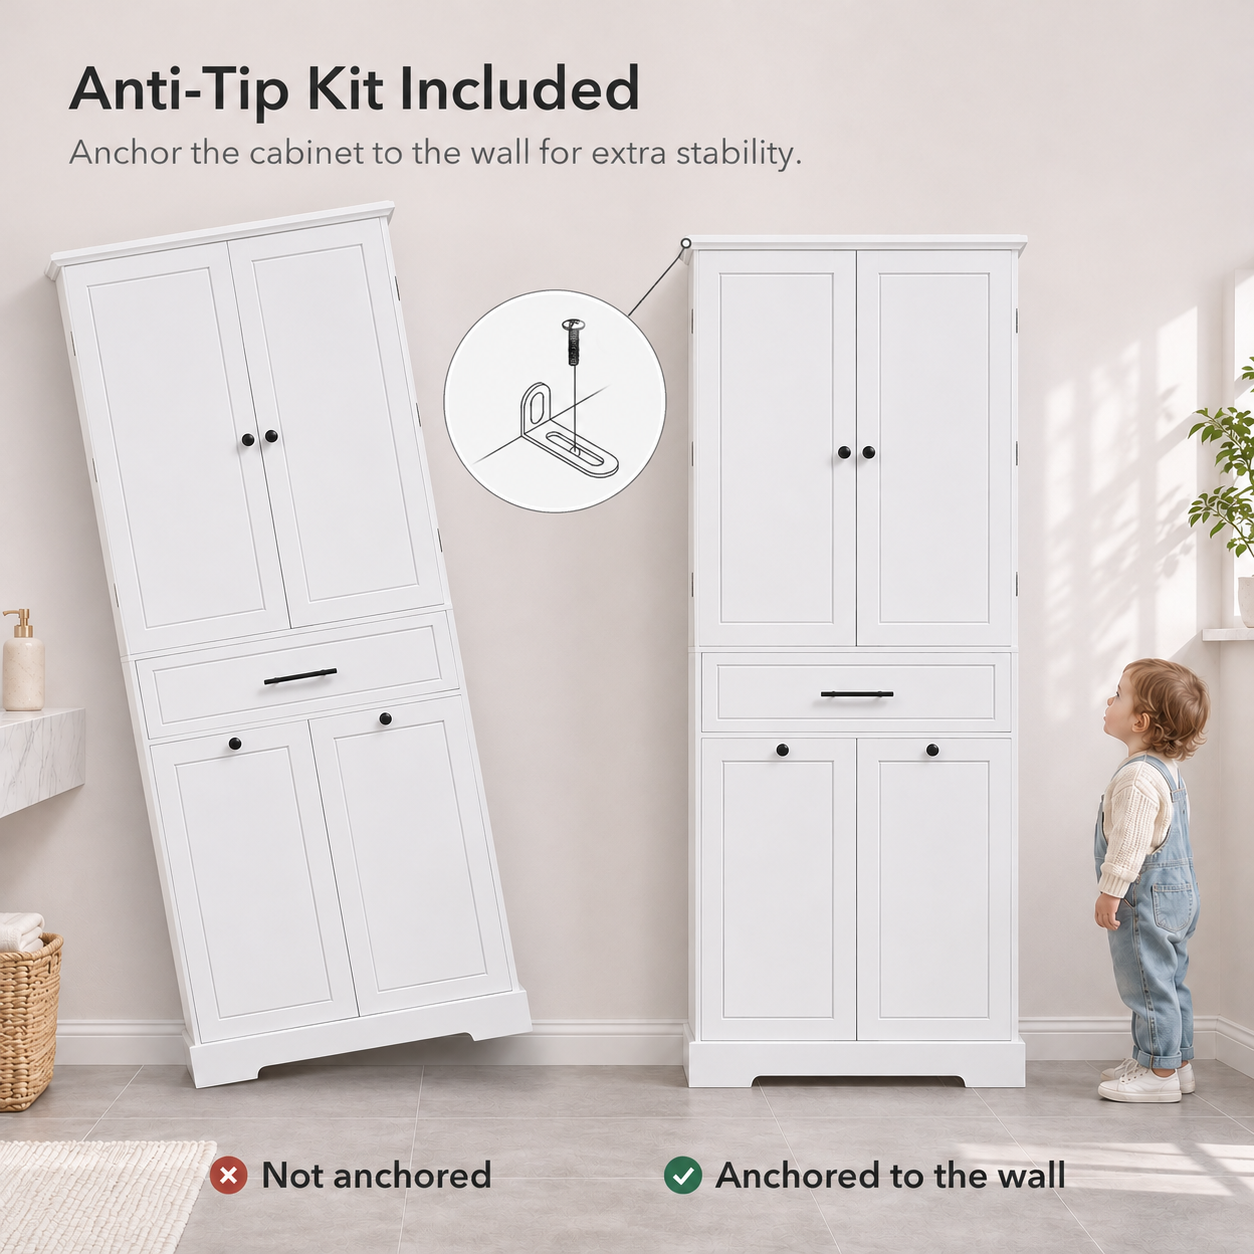 Anti-Tip Kit Included
Anchor the cabinet to the wall for extra stability.
Not anchored
Anchored to the wall